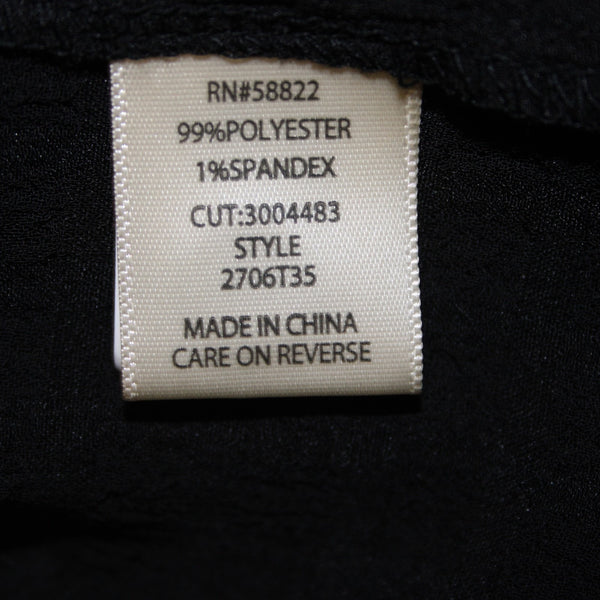 RN#58822
99%POLYESTER
1%SPANDEX
CUT:3004483
STYLE
2706T35
MADE IN CHINA
CARE ON REVERSE